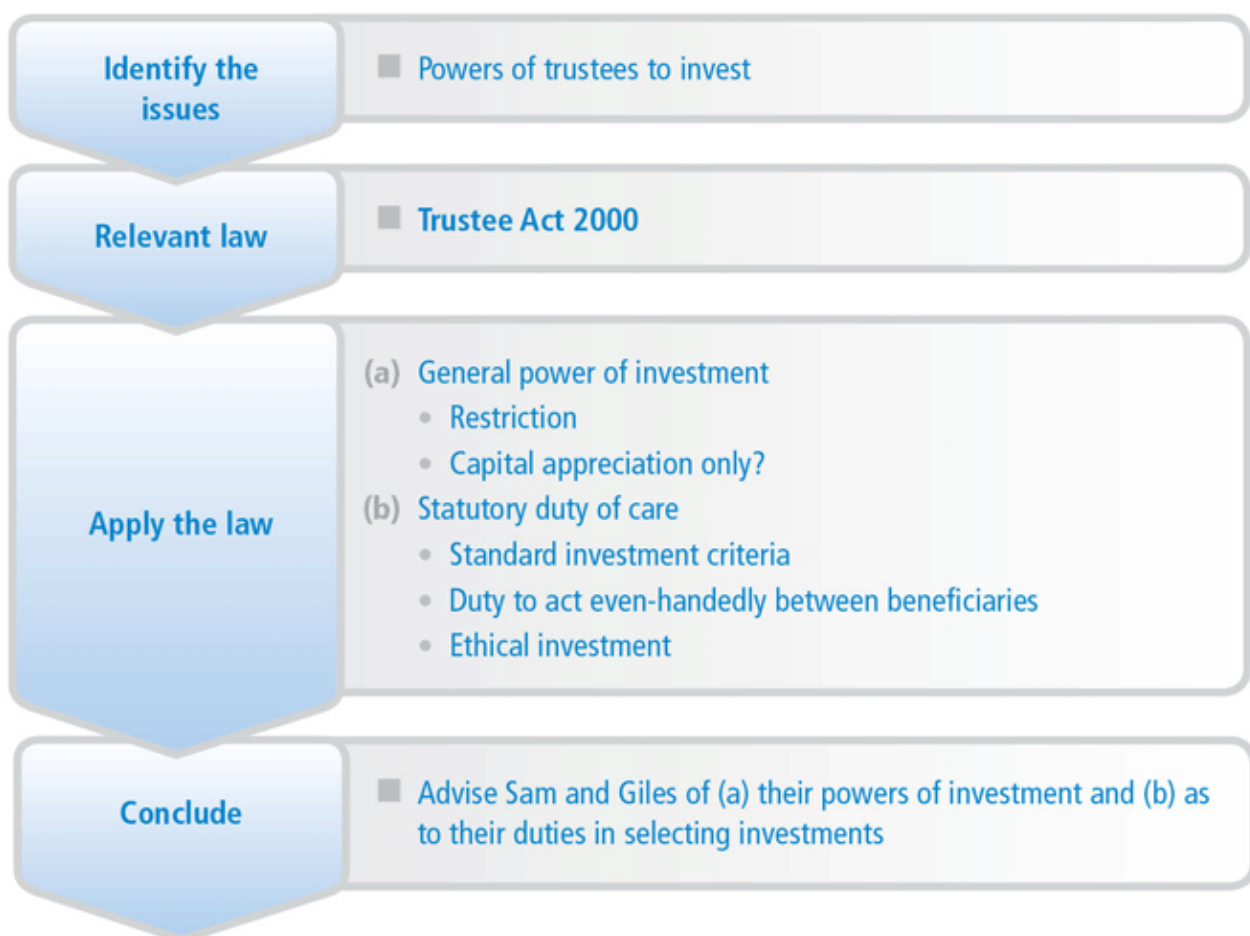 Identify the
issues
■ Powers of trustees to invest
Relevant law
■ Trustee Act 2000
Apply the law
(a) General power of investment
• Restriction
• Capital appreciation only?
(b) Statutory duty of care
• Standard investment criteria
• Duty to act even-handedly between beneficiaries
• Ethical investment
Conclude
■ Advise Sam and Giles of (a) their powers of investment and (b) as
to their duties in selecting investments